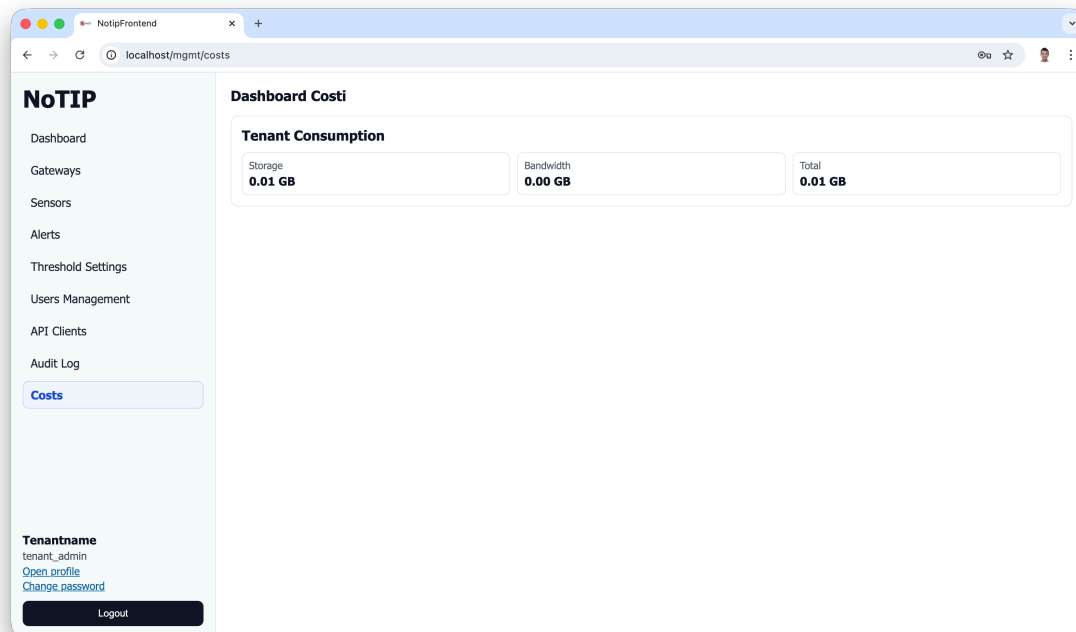 NotipFrontend
localhost/mgmt/costs
NoTIP
Dashboard
Gateways
Sensors
Alerts
Threshold Settings
Users Management
API Clients
Audit Log
Costs
Tenantname
tenant_admin
Open profile
Change password
Logout
Dashboard Costi
Tenant Consumption
Storage
0.01 GB
Bandwidth
0.00 GB
Total
0.01 GB